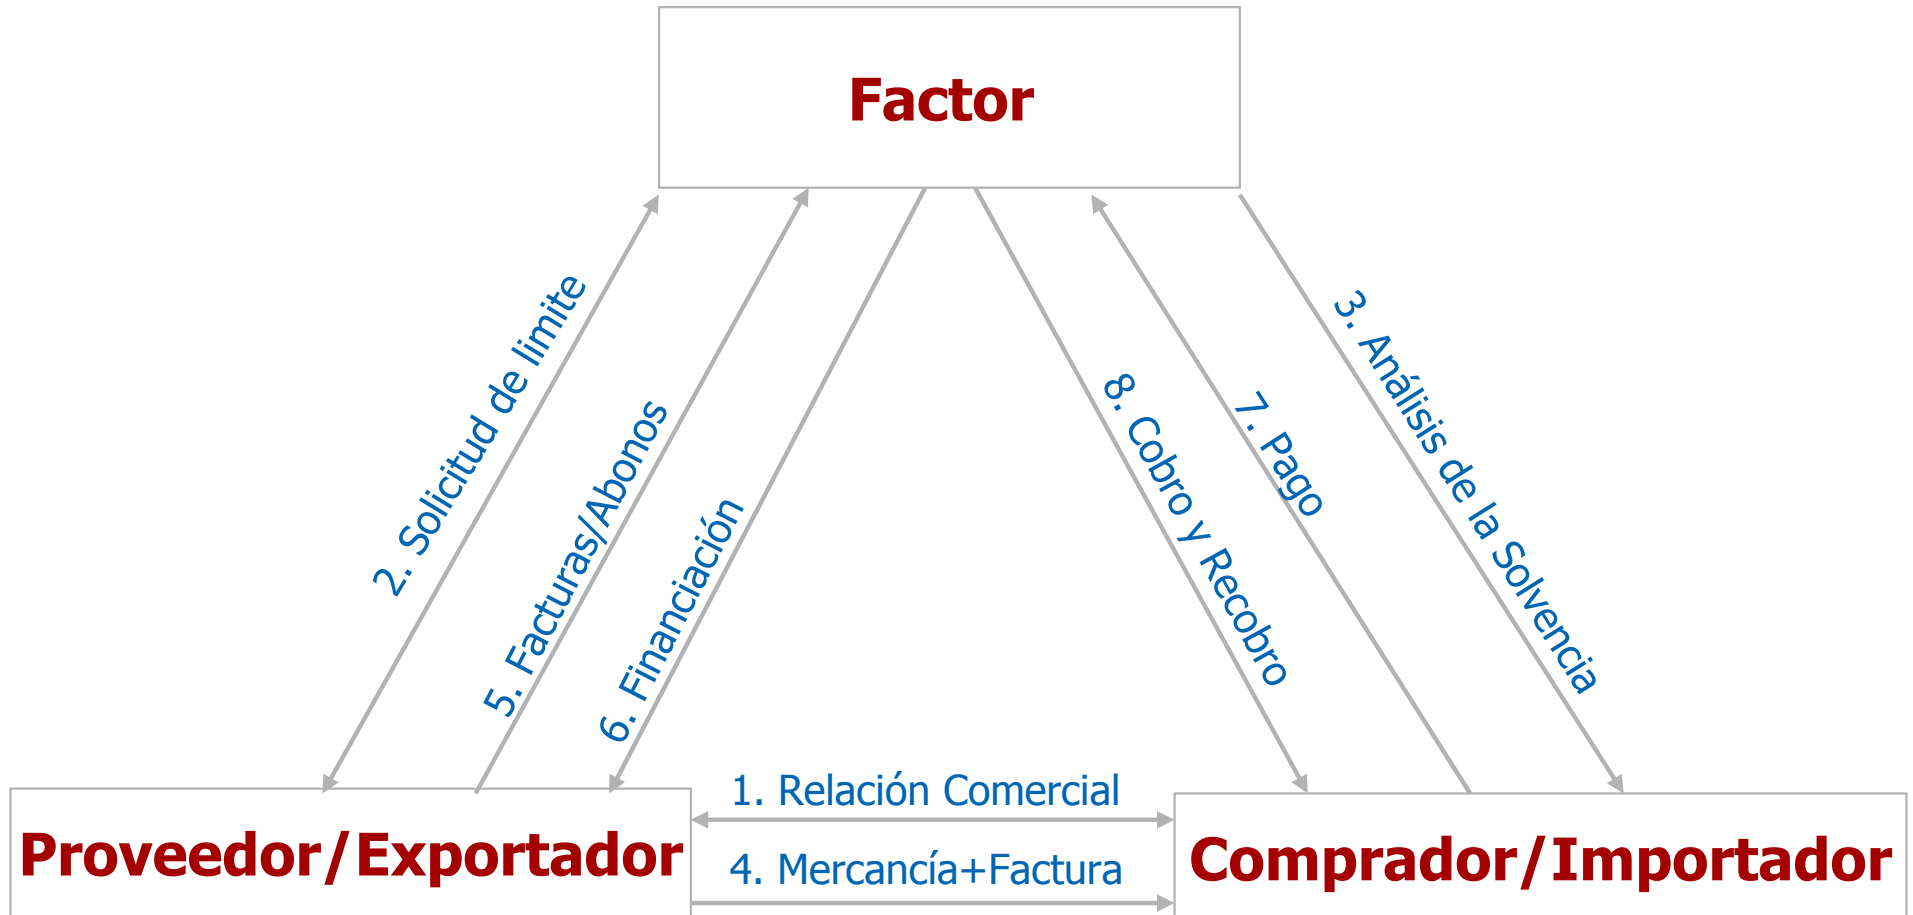 Factor
2. Solicitud de limite
5. Facturas/Abonos
6. Financiación
8. Cobro y Recobro
7. Pago
3. Análisis de la Solvencia
1. Relación Comercial
4. Mercancía+Factura
Proveedor/Exportador
Comprador/Importador